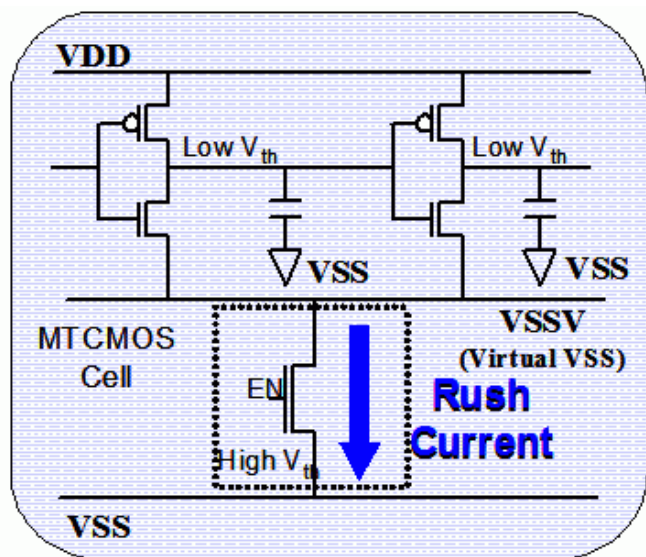 VDD
Low Vth
Low Vth
VSS
VSS
VSSV
(Virtual VSS)
MTCMOS
Cell
EN
Rush
Current
High Vth
VSS